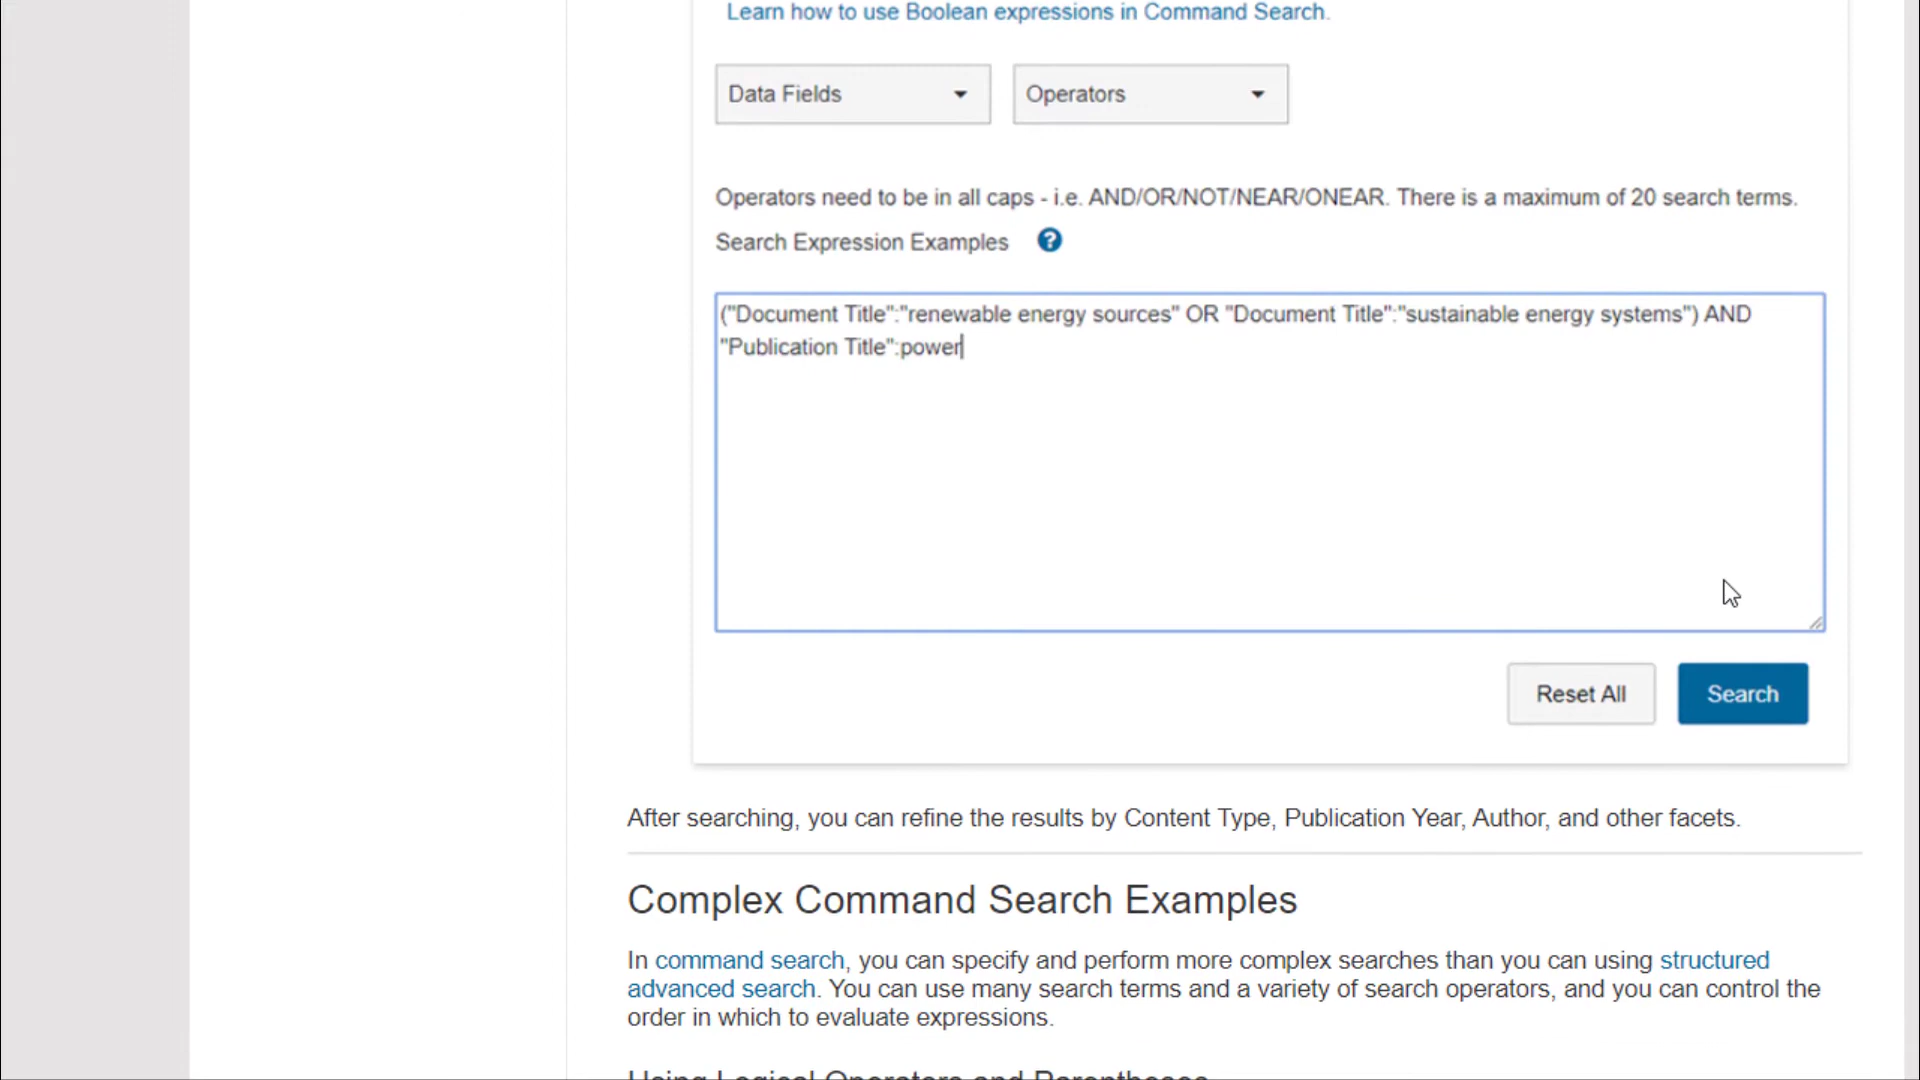 Learn how to use Boolean expressions in Command Search.
Data Fields
Operators
Operators need to be in all caps - i.e. AND/OR/NOT/NEAR/ONEAR. There is a maximum of 20 search terms.
Search Expression Examples ?
("Document Title":"renewable energy sources" OR "Document Title":"sustainable energy systems") AND
"Publication Title":power
Reset All
Search
After searching, you can refine the results by Content Type, Publication Year, Author, and other facets.
Complex Command Search Examples
In command search, you can specify and perform more complex searches than you can using structured
advanced search. You can use many search terms and a variety of search operators, and you can control the
order in which to evaluate expressions.
Using Logical Operators and Parentheses